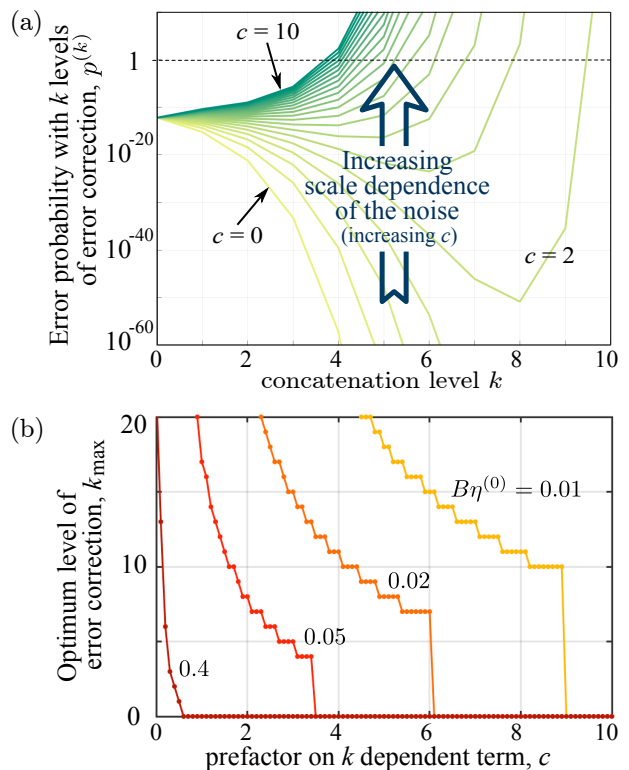 (a)
Error probability with k levels
of error correction, p^(k)
1
10^-20
10^-40
10^-60
c = 10
c = 0
c = 2
Increasing
scale dependence
of the noise
(increasing c)
0 2 4 6 8 10
concatenation level k
(b)
Optimum level of
error correction, k_max
20
10
0
Bη^(0) = 0.01
0.02
0.05
0.4
0 2 4 6 8 10
prefactor on k dependent term, c